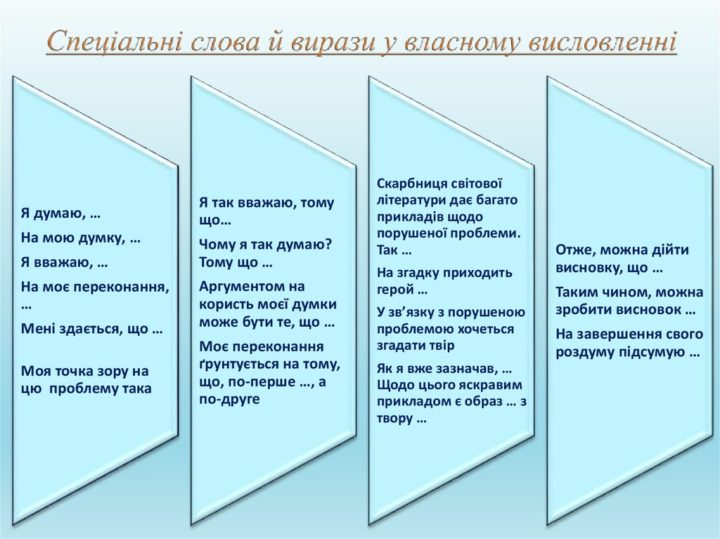 Спеціальні слова й вирази у власному висловленні
Я думаю, …
На мою думку, …
Я вважаю, …
На моє переконання,
…
Мені здається, що …
Моя точка зору на
цю проблему така
Я так вважаю, тому
що…
Чому я так думаю?
Тому що …
Аргументом на
користь моєї думки
може бути те, що …
Моє переконання
ґрунтується на тому,
що, по-перше …, а
по-друге
Скарбниця світової
літератури дає багато
прикладів щодо
порушеної проблеми.
Так …
На згадку приходить
герой …
У зв’язку з порушеною
проблемою хочеться
згадати твір
Як я вже зазначав, …
Щодо цього яскравим
прикладом є образ … з
твору …
Отже, можна дійти
висновку, що …
Таким чином, можна
зробити висновок …
На завершення свого
роздуму підсумую …